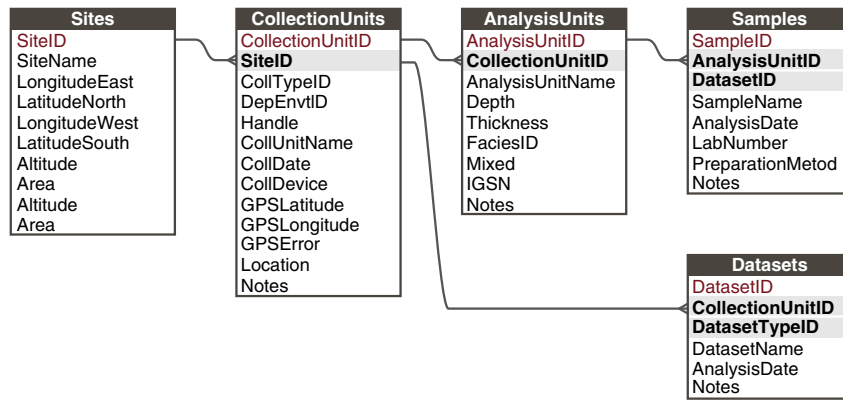 Sites
SiteID
SiteName
LongitudeEast
LatitudeNorth
LongitudeWest
LatitudeSouth
Altitude
Area
Altitude
Area
CollectionUnits
CollectionUnitID
SiteID
CollTypeID
DepEnvtID
Handle
CollUnitName
CollDate
CollDevice
GPSLatitude
GPSLongitude
GPSError
Location
Notes
AnalysisUnits
AnalysisUnitID
CollectionUnitID
AnalysisUnitName
Depth
Thickness
FaciesID
Mixed
IGSN
Notes
Samples
SampleID
AnalysisUnitID
DatasetID
SampleName
AnalysisDate
LabNumber
PreparationMetod
Notes
Datasets
DatasetID
CollectionUnitID
DatasetTypeID
DatasetName
AnalysisDate
Notes